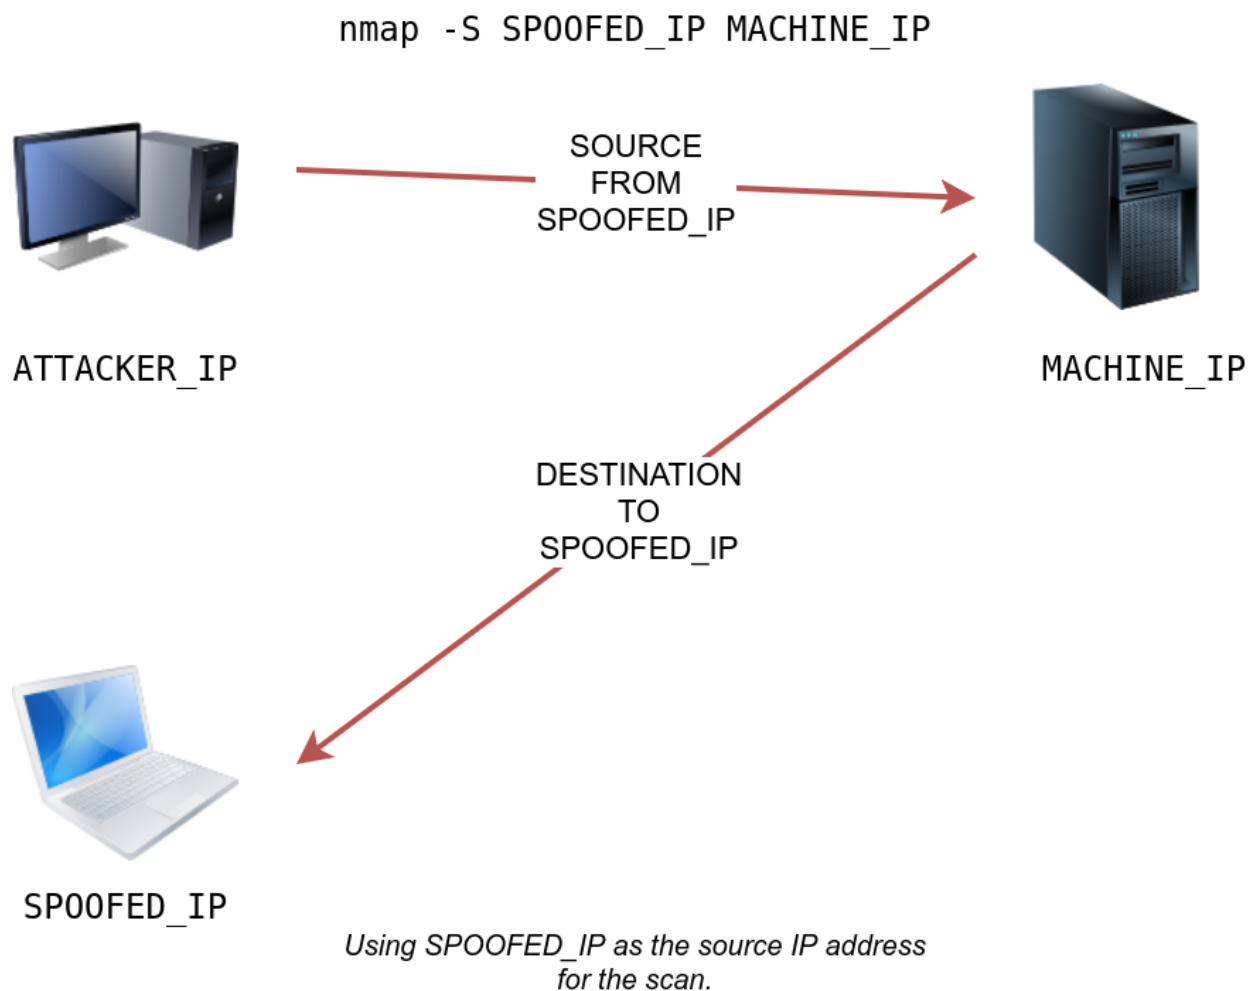 nmap -S SPOOFED_IP MACHINE_IP
SOURCE
FROM
SPOOFED_IP
ATTACKER_IP
MACHINE_IP
DESTINATION
TO
SPOOFED_IP
SPOOFED_IP
Using SPOOFED_IP as the source IP address
for the scan.